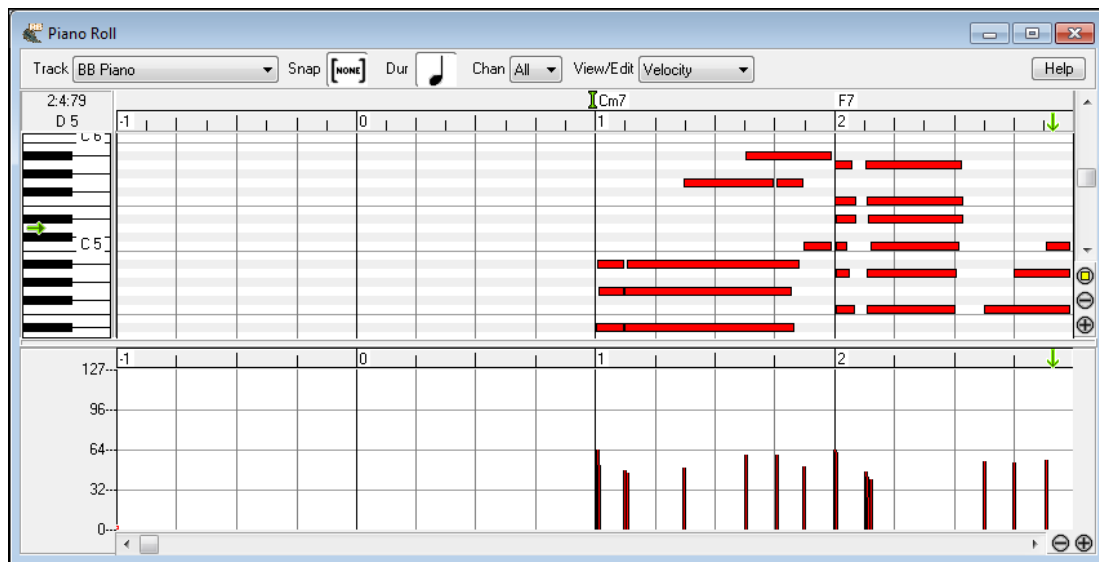 Piano Roll
Track BB Piano Snap [NONE] Dur Chan All View/Edit Velocity Help
2:4:79 Cm7 F7
D 5 -1 0 1 2
C 6
C 5
-1 0 1 2
127
96
64
32
0